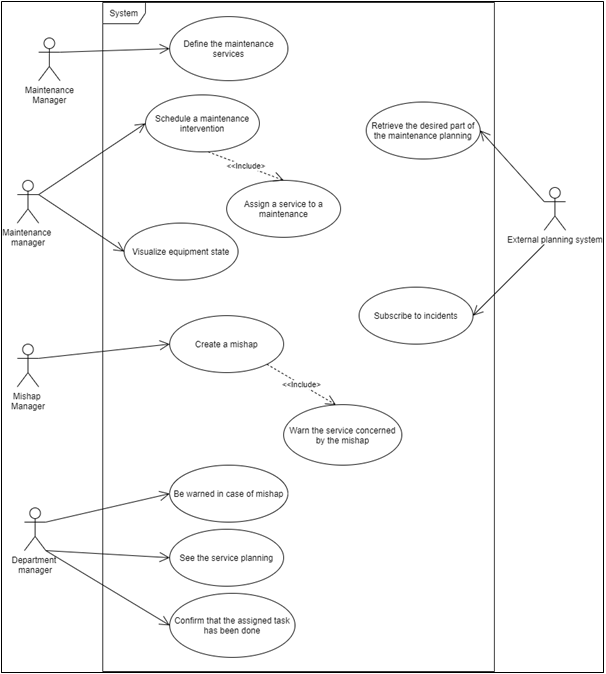 System
Define the maintenance
services
Maintenance
Manager
Schedule a maintenance
intervention
Retrieve the desired part of
the maintenance planning
<<Include>
Assign a service to a
maintenance
Maintenance
manager
External planning system
Visualize equipment state
Subscribe to incidents
Create a mishap
Mishap
Manager
<<Include>
Warn the service concerned
by the mishap
Be warned in case of mishap
See the service planning
Department
manager
Confirm that the assigned task
has been done